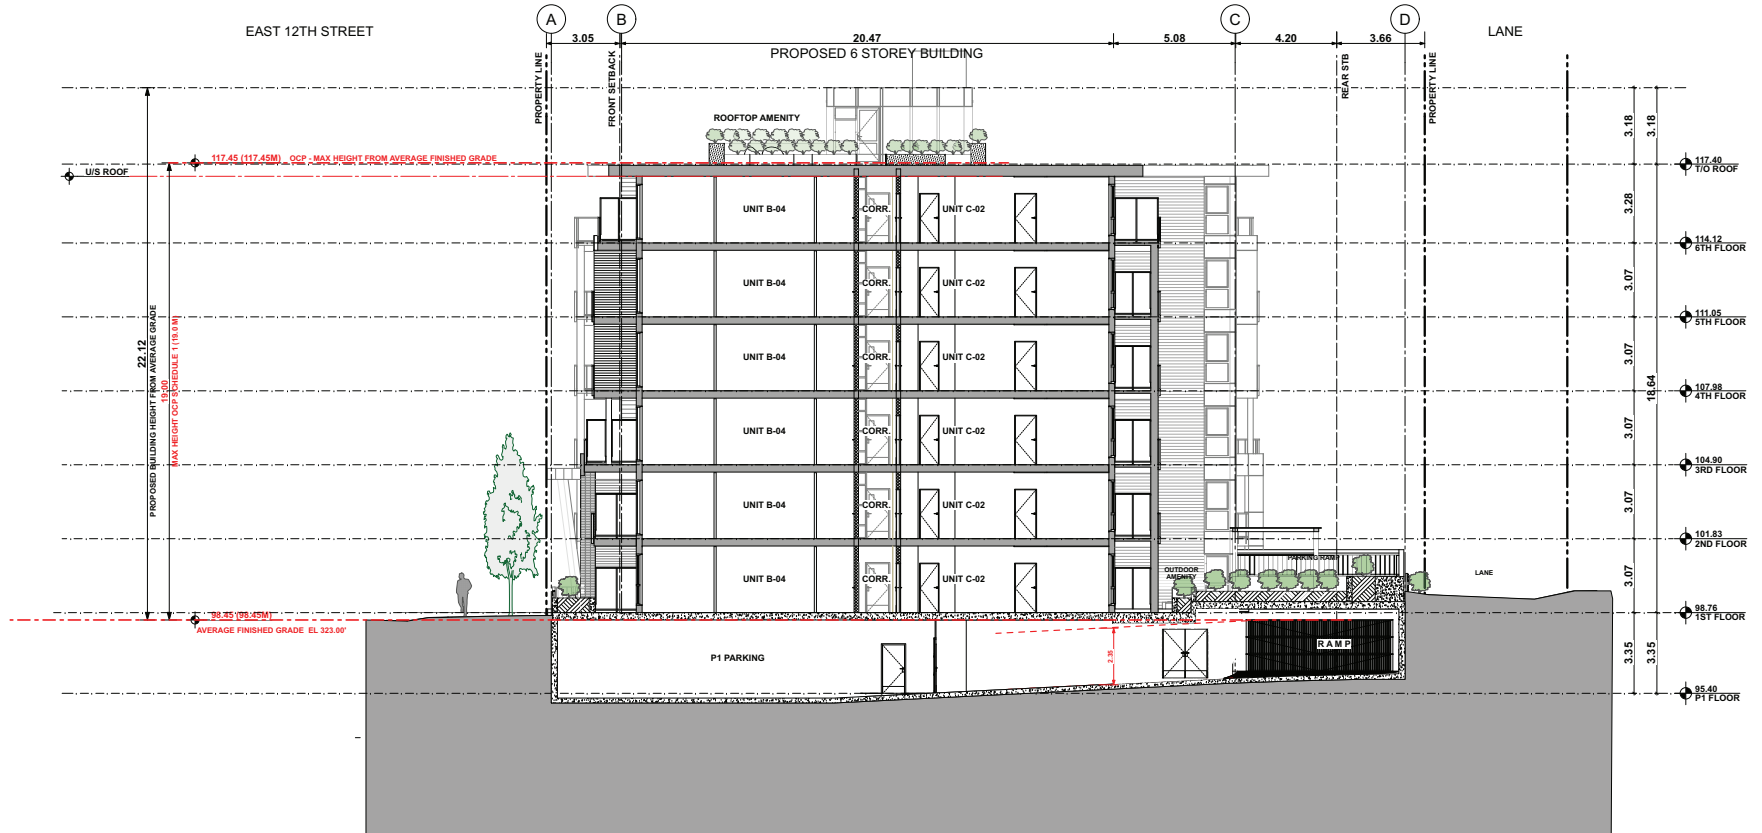 EAST 12TH STREET
A
B
C
D
LANE
3.05
20.47
5.08
4.20
3.66
PROPOSED 6 STOREY BUILDING
PROPERTY LINE
FRONT SETBACK
REAR STB
PROPERTY LINE
ROOFTOP AMENITY
3.18
3.18
117.45 (117.45M) OCP - MAX HEIGHT FROM AVERAGE FINISHED GRADE
U/S ROOF
117.40
T/O ROOF
UNIT B-04
CORR.
UNIT C-02
3.28
114.12
6TH FLOOR
UNIT B-04
CORR.
UNIT C-02
3.07
111.05
5TH FLOOR
22.12
PROPOSED BUILDING HEIGHT FROM AVERAGE GRADE
19.00
MAX HEIGHT OCP SCHEDULE 1 (19.0 M)
UNIT B-04
CORR.
UNIT C-02
3.07
18.64
107.98
4TH FLOOR
UNIT B-04
CORR.
UNIT C-02
3.07
104.90
3RD FLOOR
UNIT B-04
CORR.
UNIT C-02
3.07
101.83
2ND FLOOR
PARKING RAMP
OUTDOOR
AMENITY
LANE
UNIT B-04
CORR.
UNIT C-02
3.07
98.76
1ST FLOOR
98.45 (98.45M)
AVERAGE FINISHED GRADE EL 323.00'
P1 PARKING
2.35
RAMP
3.35
3.35
95.40
P1 FLOOR